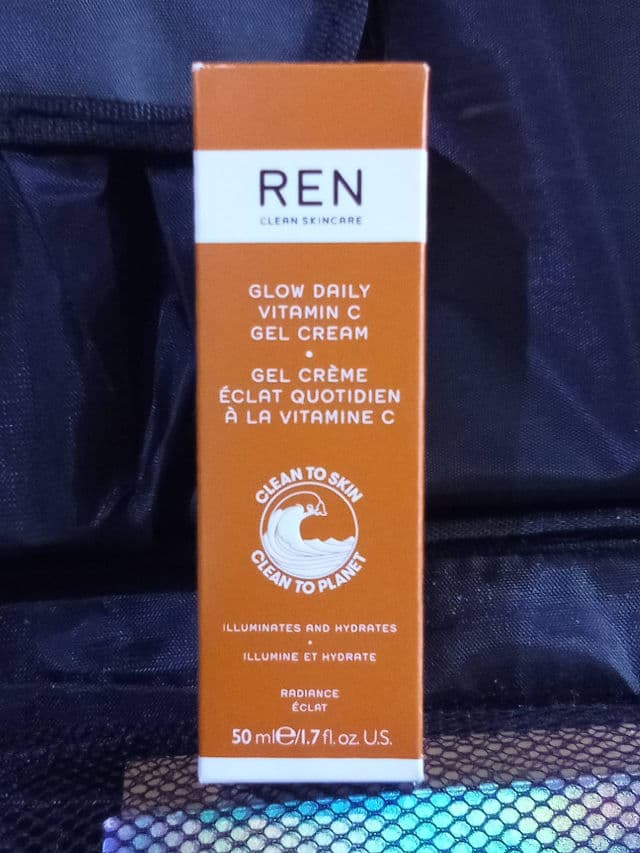 REN
CLEAN SKINCARE
GLOW DAILY
VITAMIN C
GEL CREAM
•
GEL CRÈME
ÉCLAT QUOTIDIEN
À LA VITAMINE C
CLEAN TO SKIN
CLEAN TO PLANET
ILLUMINATES AND HYDRATES
•
ILLUMINE ET HYDRATE
RADIANCE
ÉCLAT
50 ml℮/1.7 fl. oz. U.S.